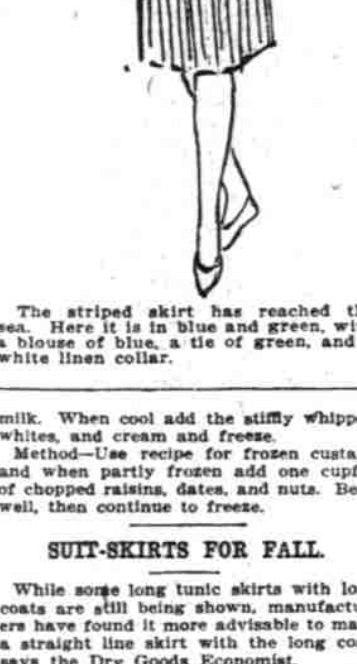 The striped skirt has reached
sea. Here it is in blue and green,
a blouse of blue, a tie of green, and
white linen collar.
milk. When cool add the stiffly
whites, and cream and freeze.
Method—Use recipe for frozen
and when partly frozen add one
of chopped raisins, dates, and nuts.
well, then continue to freeze.
SUIT-SKIRTS FOR FALL.
While some long tunic skirts with
coats are still being shown,
ers have found it more advisable to
a straight line skirt with the long
says the Dry Goods Economist.